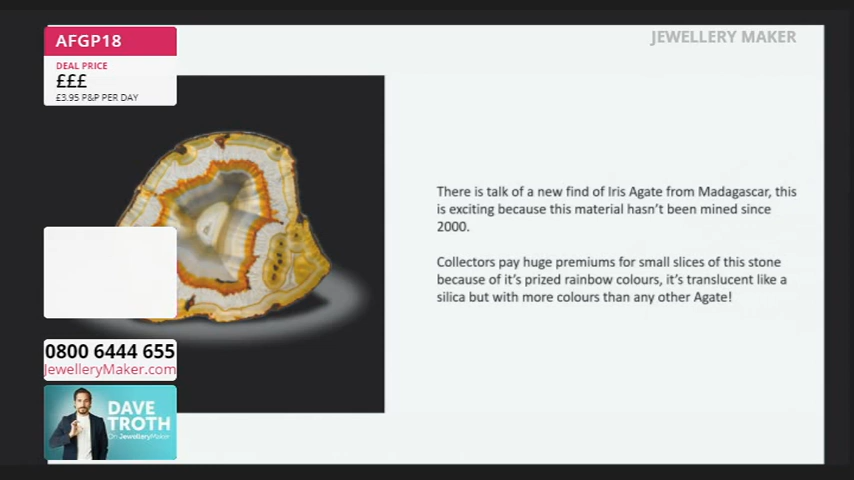 AFGP18
DEAL PRICE
£££
£3.95 P&P PER DAY
JEWELLERY MAKER
There is talk of a new find of Iris Agate from Madagascar, this
is exciting because this material hasn't been mined since
2000.
Collectors pay huge premiums for small slices of this stone
because of it's prized rainbow colours, it's translucent like a
silica but with more colours than any other Agate!
0800 6444 655
JewelleryMaker.com
DAVE
TROTH
On JewelleryMaker